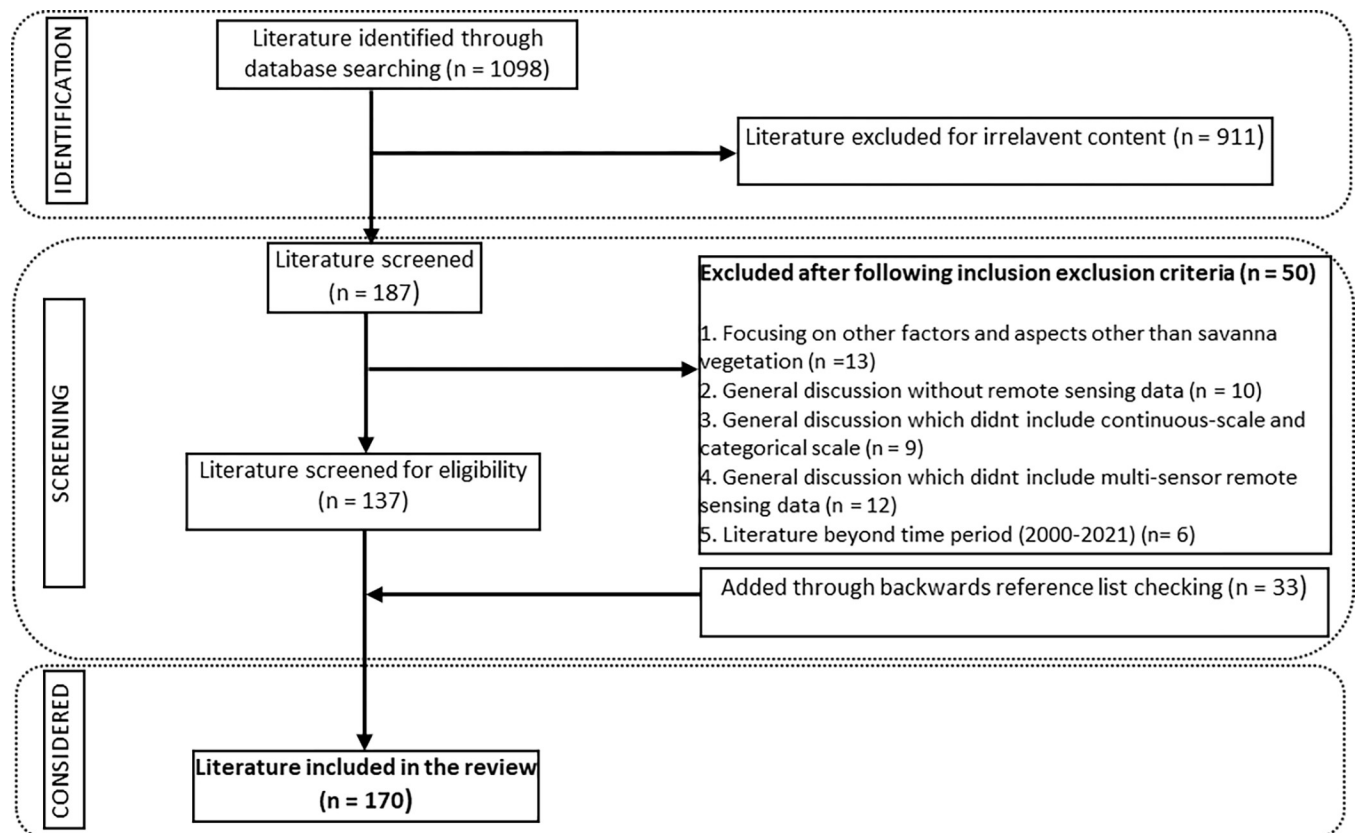 IDENTIFICATION
Literature identified through
database searching (n = 1098)
Literature excluded for irrelavent content (n = 911)
SCREENING
Literature screened
(n = 187)
Excluded after following inclusion exclusion criteria (n = 50)
1. Focusing on other factors and aspects other than savanna
vegetation (n =13)
2. General discussion without remote sensing data (n = 10)
3. General discussion which didnt include continuous-scale and
categorical scale (n = 9)
4. General discussion which didnt include multi-sensor remote
sensing data (n = 12)
5. Literature beyond time period (2000-2021) (n= 6)
Literature screened for eligibility
(n = 137)
Added through backwards reference list checking (n = 33)
CONSIDERED
Literature included in the review
(n = 170)